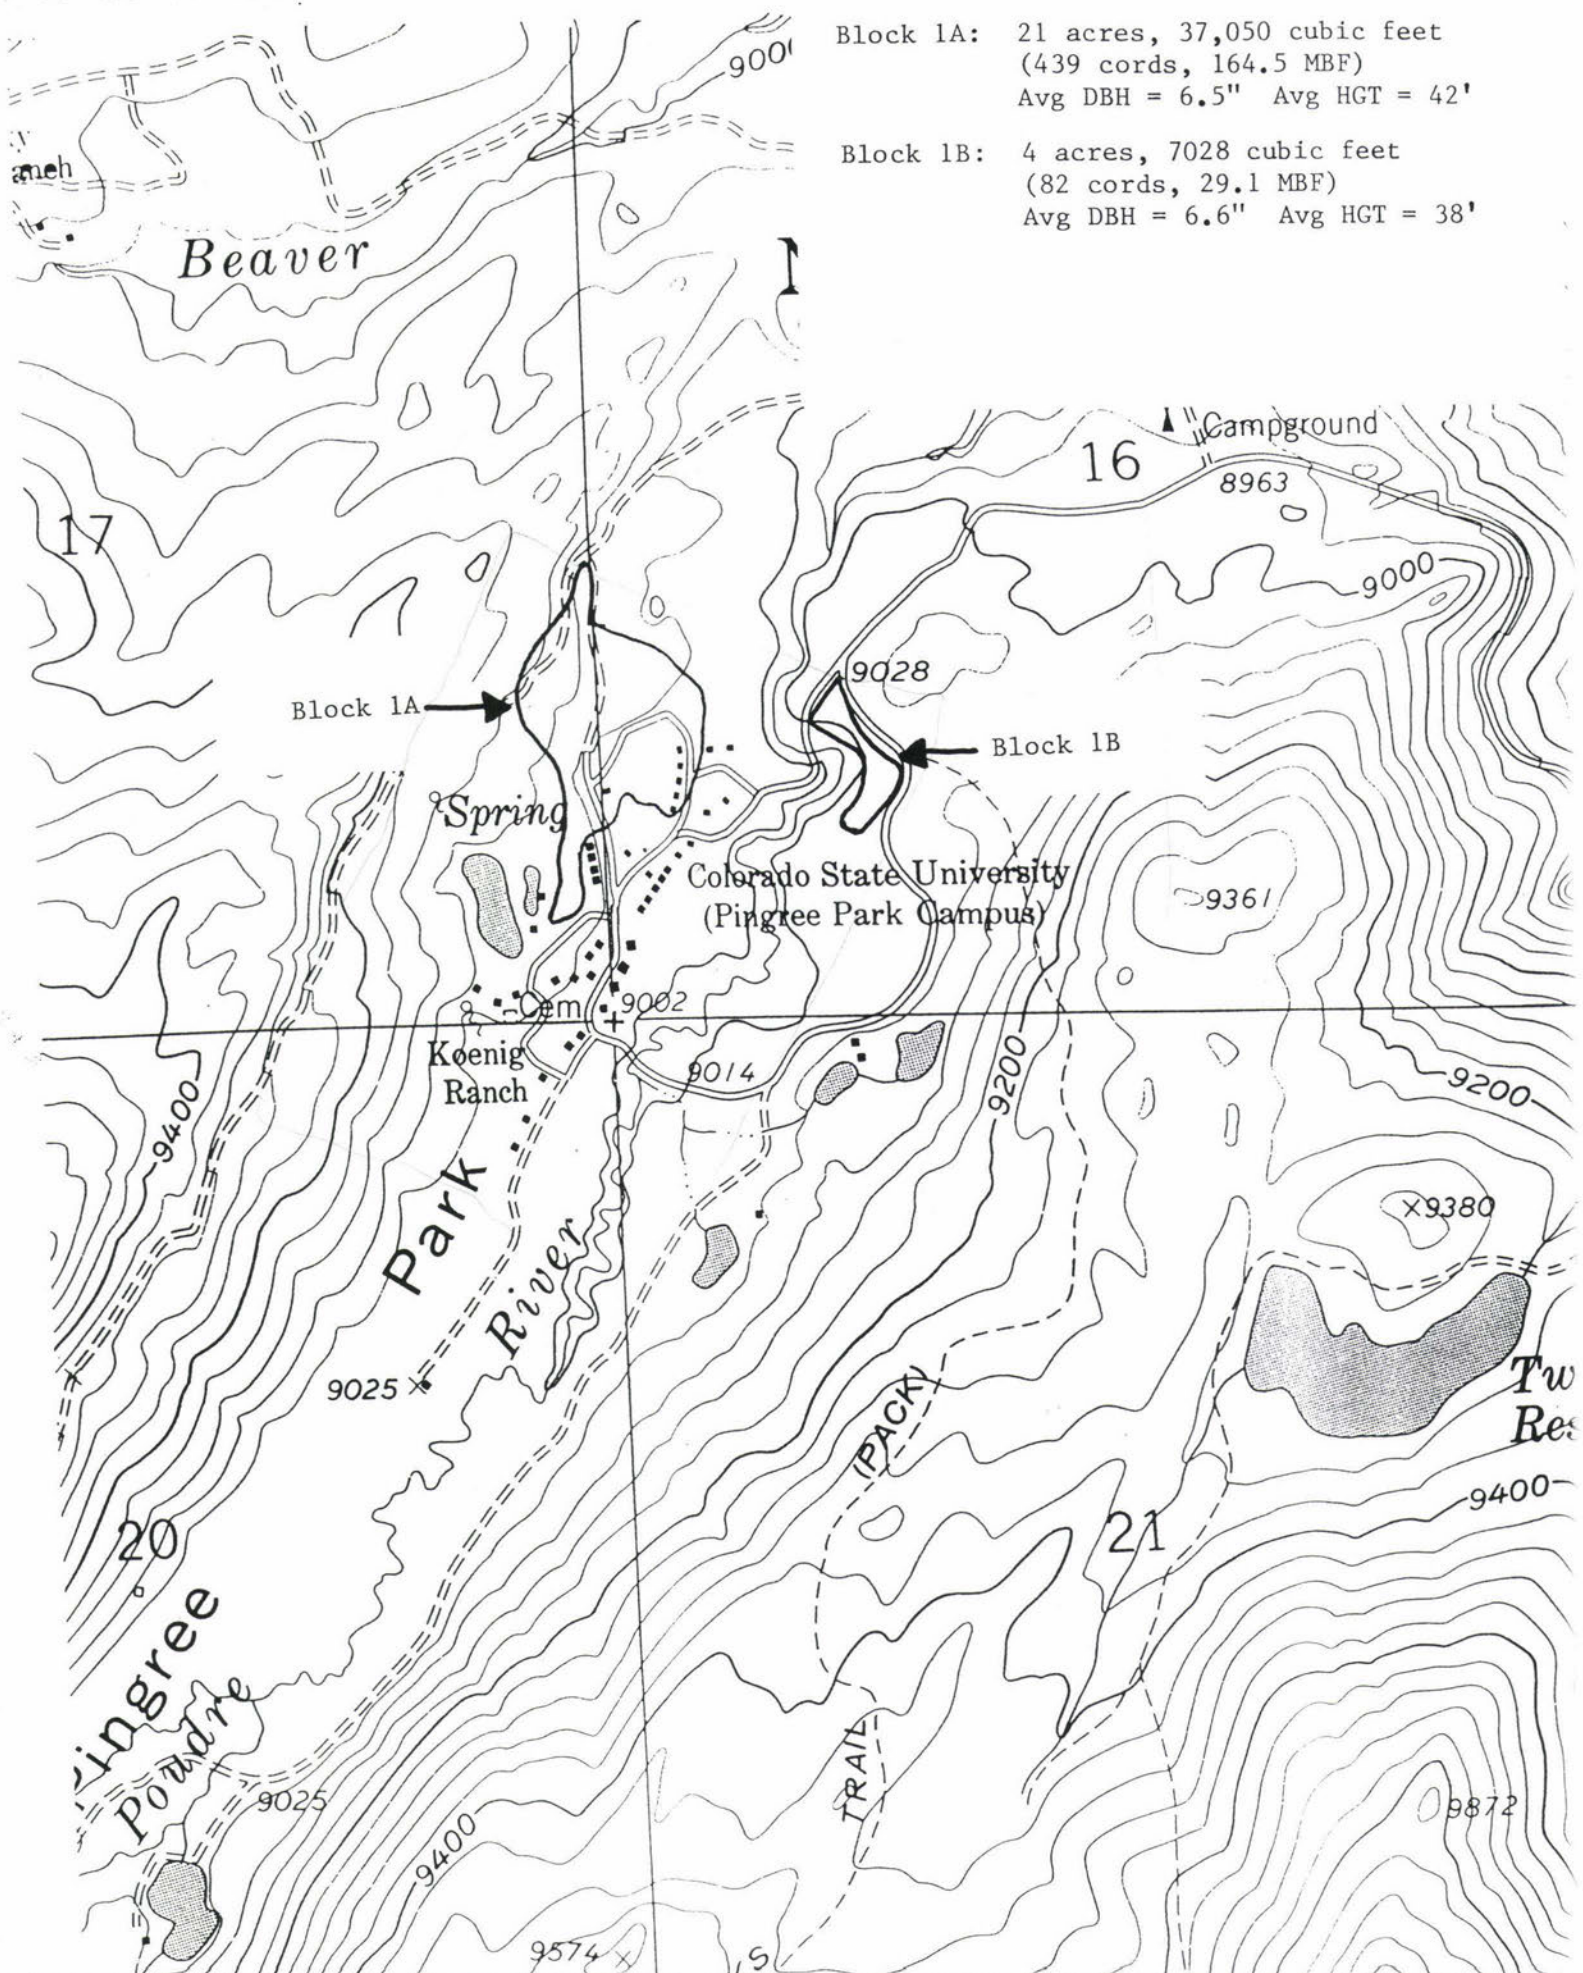 Block 1A: 21 acres, 37,050 cubic feet
(439 cords, 164.5 MBF)
Avg DBH = 6.5" Avg HGT = 42'
Block 1B: 4 acres, 7028 cubic feet
(82 cords, 29.1 MBF)
Avg DBH = 6.6" Avg HGT = 38'
900
Beaver
Campground
16
8963
17
9000
9028
Block 1A
Block 1B
Spring
Colorado State University
(Pingree Park Campus)
9361
Cem
9002
Koenig
Ranch
9014
9200
9200
9400
Park
9380
River
9025
(PACK)
Tw
Res
9400
20
21
ingree
Poudre
TRAIL
9025
9872
9400
9574
S